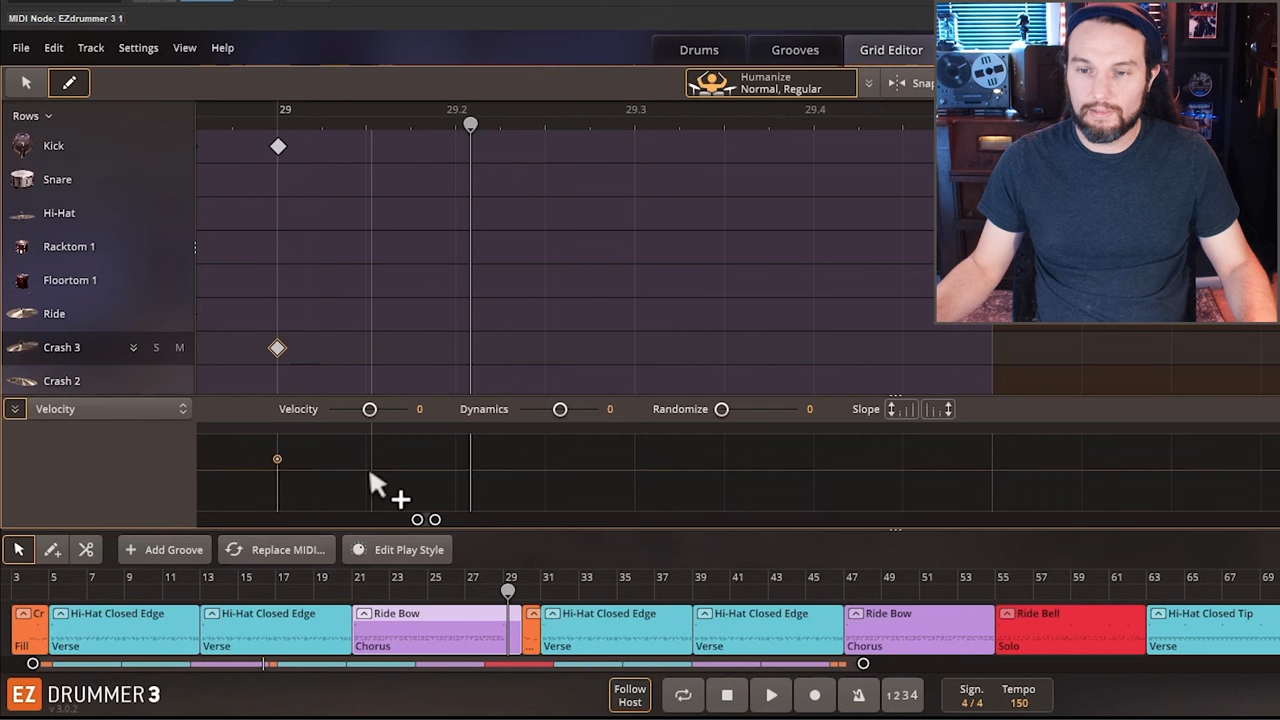 MIDI Node: EZdrummer 3 1
File Edit Track Settings View Help
Drums Grooves Grid Editor
Humanize
Normal, Regular
Snap
Rows
29 29.2 29.3 29.4
Kick
Snare
Hi-Hat
Racktom 1
Floortom 1
Ride
Crash 3 S M
Crash 2
Velocity
Velocity 0 Dynamics 0 Randomize 0 Slope
Add Groove Replace MIDI... Edit Play Style
3 5 7 9 11 13 15 17 19 21 23 25 27 29 31 33 35 37 39 41 43 45 47 49 51 53 55 57 59 61 63 65 67 69
Cr Hi-Hat Closed Edge Hi-Hat Closed Edge Ride Bow Hi-Hat Closed Edge Hi-Hat Closed Edge Ride Bow Ride Bell Hi-Hat Closed Tip
Fill Verse Verse Chorus ... Verse Verse Chorus Solo Verse
EZ DRUMMER 3
v 3.0.2
Follow
Host
1234
Sign. Tempo
4/4 150